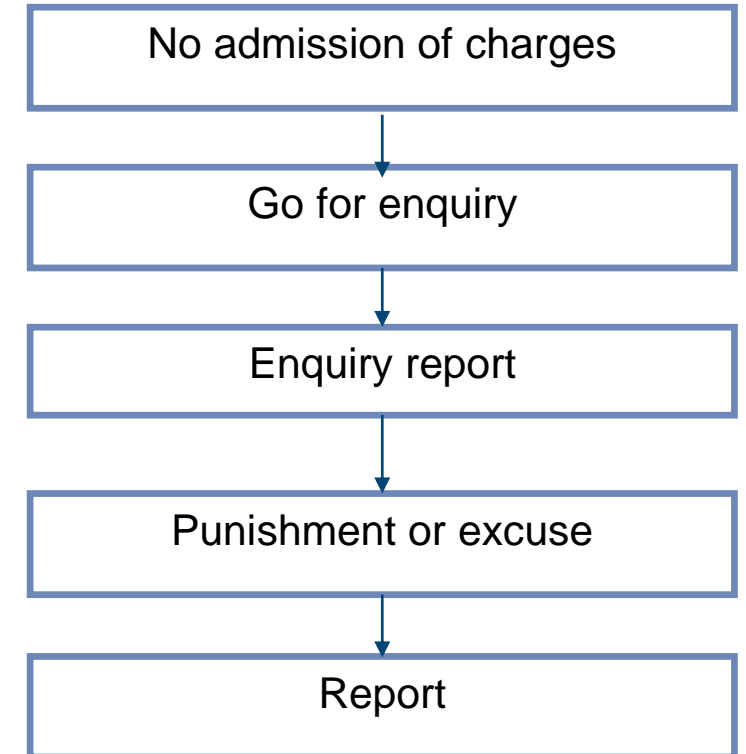 No admission of charges
Go for enquiry
Enquiry report
Punishment or excuse
Report